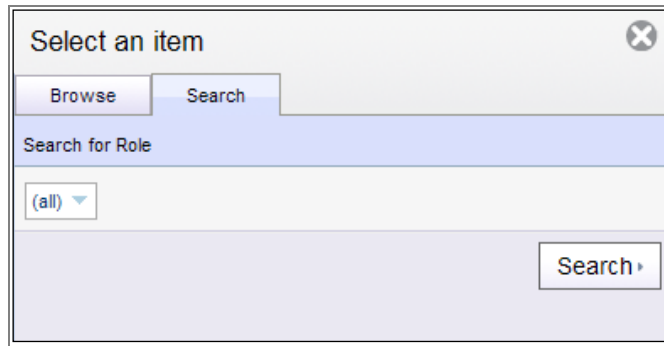 Select an item
Browse Search
Search for Role
(all)
Search